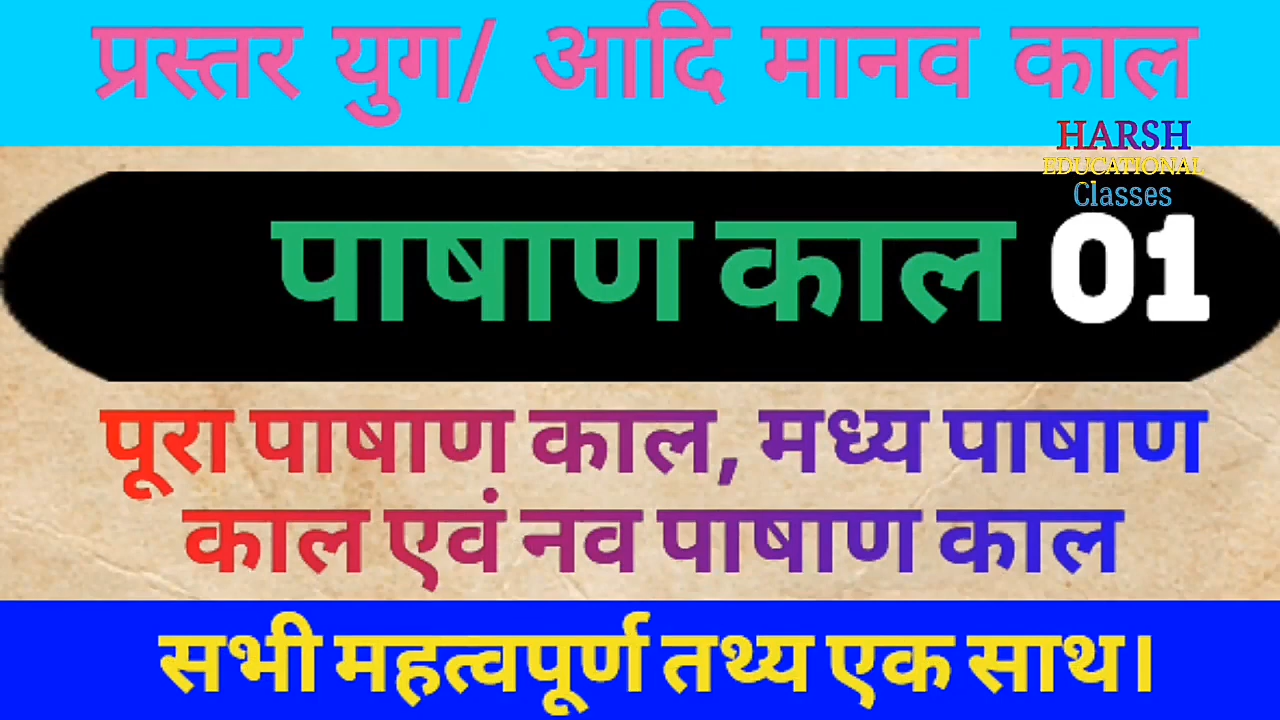 प्रस्तर युग/ आदि मानव काल
HARSH
EDUCATIONAL
Classes
पाषाण काल 01
पूरा पाषाण काल, मध्य पाषाण
काल एवं नव पाषाण काल
सभी महत्वपूर्ण तथ्य एक साथ।